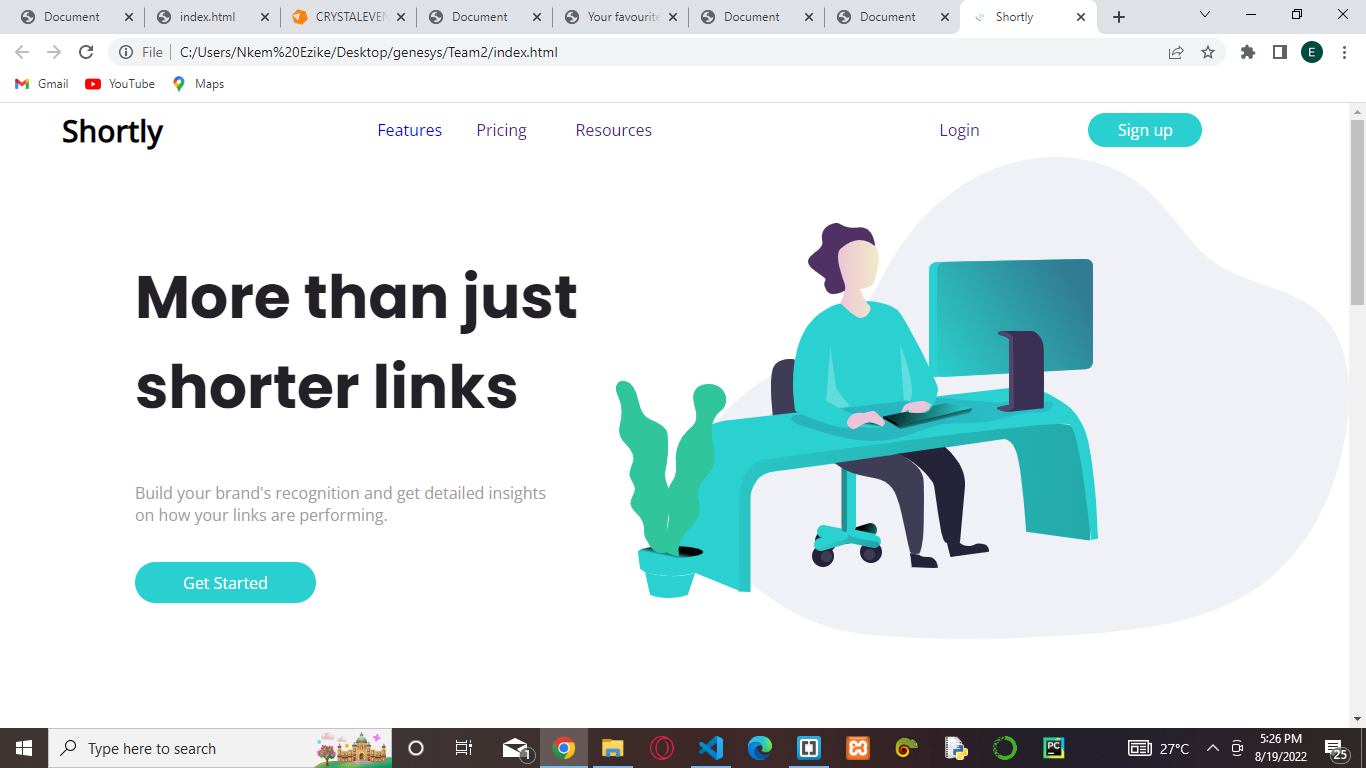 Document
index.html
CRYSTALEVEN
Document
Your favourite
Document
Document
Shortly
File C:/Users/Nkem%20Ezike/Desktop/genesys/Team2/index.html
E
Gmail YouTube Maps
Shortly Features Pricing Resources Login Sign up
More than just
shorter links
Build your brand's recognition and get detailed insights
on how your links are performing.
Get Started
Type here to search
1
PC
27°C
5:26 PM
8/19/2022
25